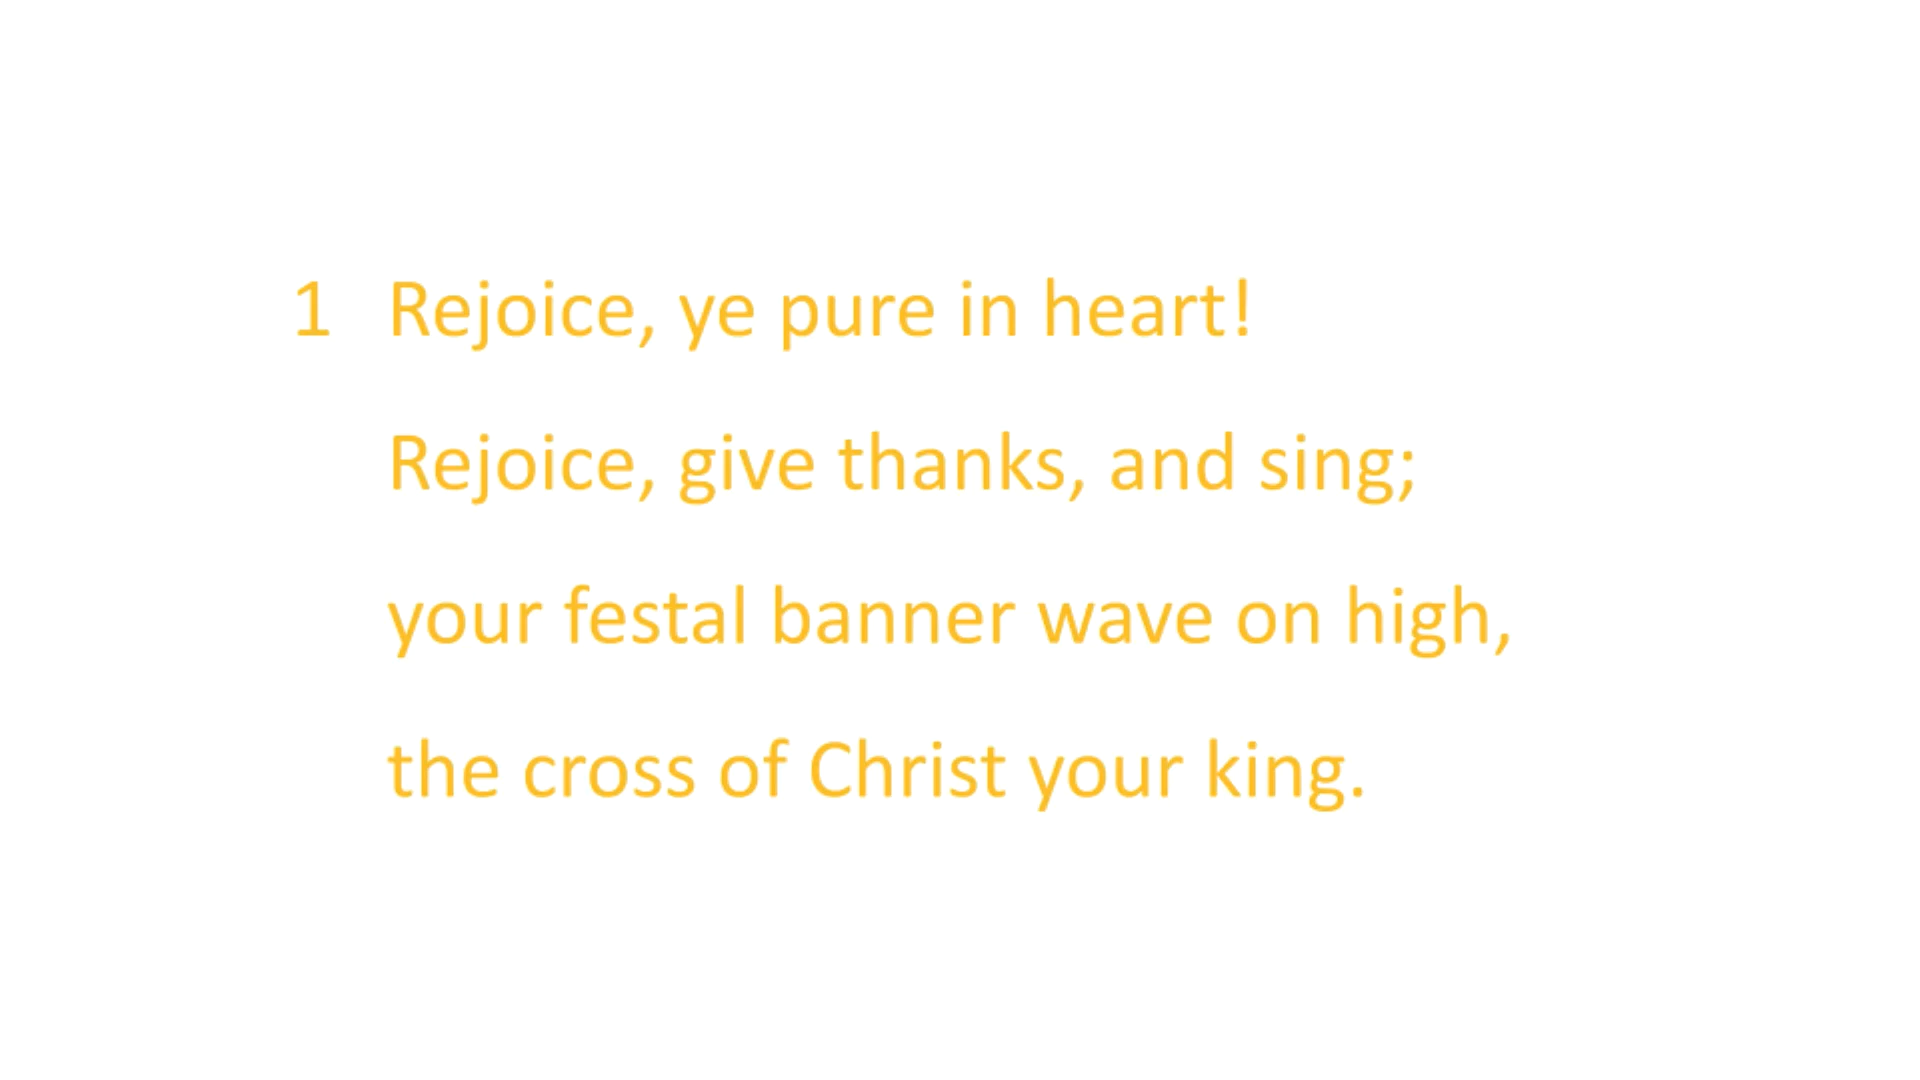 1 Rejoice, ye pure in heart!
Rejoice, give thanks, and sing;
your festal banner wave on high,
the cross of Christ your king.